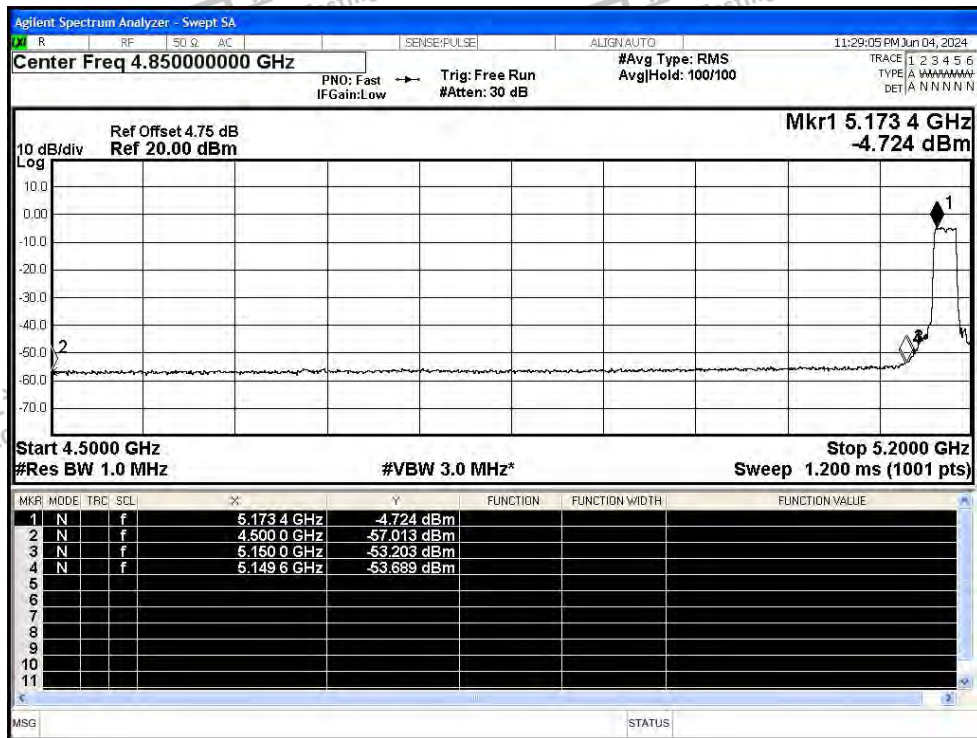 Agilent Spectrum Analyzer - Swept SA
LXI R RF 50 Ω AC SENSE:PULSE ALIGN AUTO 11:29:05 PM Jun 04, 2024
Center Freq 4.850000000 GHz
#Avg Type: RMS
TRACE 1 2 3 4 5 6
PNO: Fast Trig: Free Run Avg|Hold: 100/100
TYPE A WWWWW
IFGain:Low #Atten: 30 dB
DET A N N N N N
Mkr1 5.173 4 GHz
-4.724 dBm
Ref Offset 4.75 dB
10 dB/div Ref 20.00 dBm
Log
10.0
0.00
-10.0
-20.0
-30.0
-40.0
-50.0
-60.0
-70.0
1
2
Start 4.5000 GHz Stop 5.2000 GHz
#Res BW 1.0 MHz #VBW 3.0 MHz* Sweep 1.200 ms (1001 pts)
MKR MODE TRC SCL X Y FUNCTION FUNCTION WIDTH FUNCTION VALUE
1 N f 5.173 4 GHz -4.724 dBm
2 N f 4.500 0 GHz -57.013 dBm
3 N f 5.150 0 GHz -53.203 dBm
4 N f 5.149 6 GHz -53.689 dBm
5
6
7
8
9
10
11
MSG STATUS